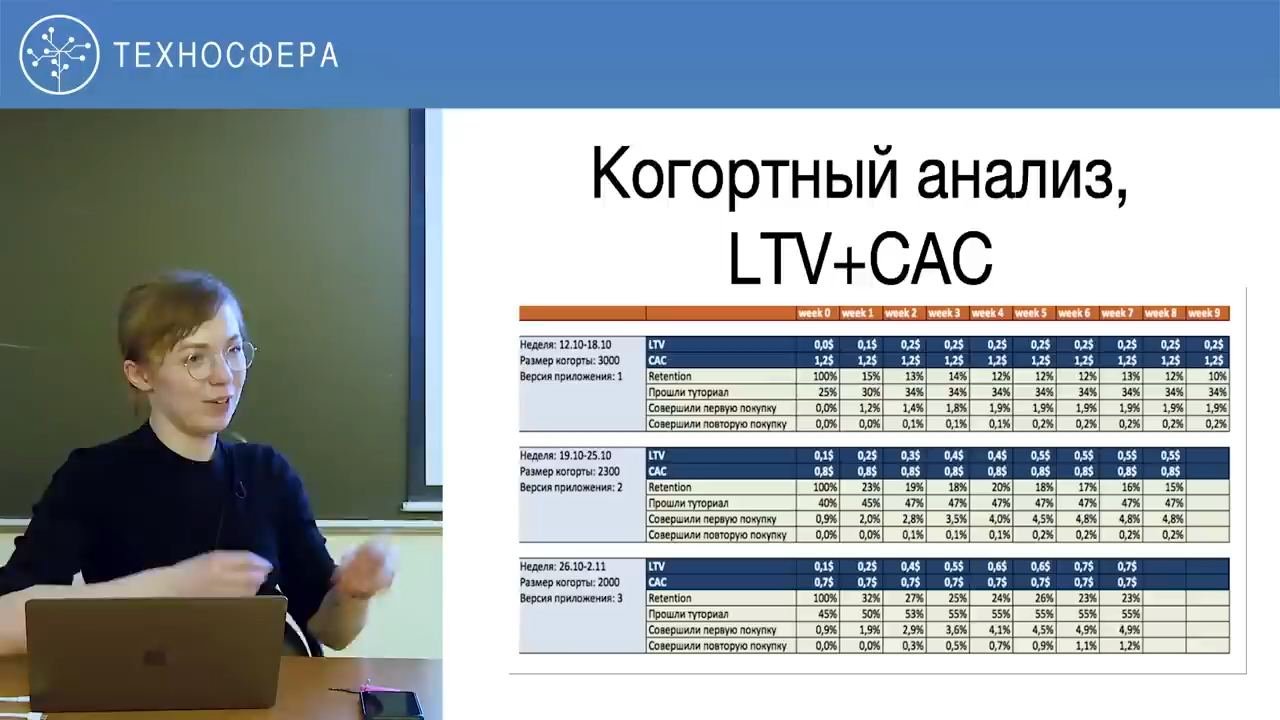 ТЕХНОСФЕРА
Когортный анализ,
LTV+CAC
week 0 week 1 week 2 week 3 week 4 week 5 week 6 week 7 week 8 week 9
Неделя: 12.10-18.10 LTV 0,0$ 0,1$ 0,2$ 0,2$ 0,2$ 0,2$ 0,2$ 0,2$ 0,2$ 0,2$
Размер когорты: 3000 CAC 1,2$ 1,2$ 1,2$ 1,2$ 1,2$ 1,2$ 1,2$ 1,2$ 1,2$ 1,2$
Версия приложения: 1 Retention 100% 15% 13% 14% 12% 12% 12% 13% 12% 10%
Прошли туториал 25% 30% 34% 34% 34% 34% 34% 34% 34% 34%
Совершили первую покупку 0,0% 1,2% 1,4% 1,8% 1,9% 1,9% 1,9% 1,9% 1,9% 1,9%
Совершили повторую покупку 0,0% 0,0% 0,1% 0,1% 0,1% 0,2% 0,2% 0,2% 0,2% 0,2%
Неделя: 19.10-25.10 LTV 0,1$ 0,2$ 0,3$ 0,4$ 0,4$ 0,5$ 0,5$ 0,5$ 0,5$
Размер когорты: 2300 CAC 0,8$ 0,8$ 0,8$ 0,8$ 0,8$ 0,8$ 0,8$ 0,8$ 0,8$
Версия приложения: 2 Retention 100% 23% 19% 18% 20% 18% 17% 16% 15%
Прошли туториал 40% 45% 47% 47% 47% 47% 47% 47% 47%
Совершили первую покупку 0,9% 2,0% 2,8% 3,5% 4,0% 4,5% 4,8% 4,8% 4,8%
Совершили повторую покупку 0,0% 0,0% 0,1% 0,1% 0,1% 0,2% 0,2% 0,2% 0,2%
Неделя: 26.10-2.11 LTV 0,1$ 0,2$ 0,4$ 0,5$ 0,6$ 0,6$ 0,7$ 0,7$
Размер когорты: 2000 CAC 0,7$ 0,7$ 0,7$ 0,7$ 0,7$ 0,7$ 0,7$ 0,7$
Версия приложения: 3 Retention 100% 32% 27% 25% 24% 26% 23% 23%
Прошли туториал 45% 50% 53% 55% 55% 55% 55% 55%
Совершили первую покупку 0,9% 1,9% 2,9% 3,6% 4,1% 4,5% 4,9% 4,9%
Совершили повторую покупку 0,0% 0,0% 0,3% 0,5% 0,7% 0,9% 1,1% 1,2%